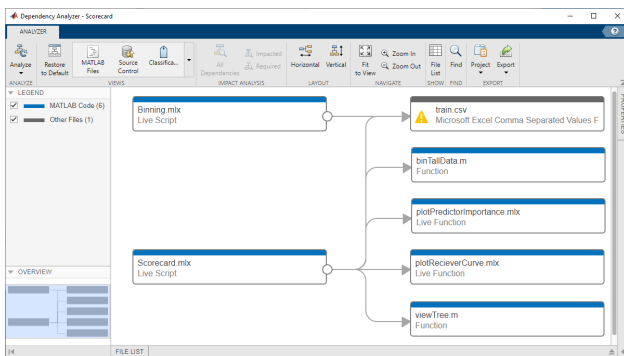 Dependency Analyzer - Scorecard
ANALYZER
Analyze
Restore to Default
MATLAB Files
Source Control
Classifica...
All Dependencies
Impacted
Required
Horizontal
Vertical
Fit to View
Zoom In
Zoom Out
File List
Find
Project
Export
ANALYZE
VIEWS
IMPACT ANALYSIS
LAYOUT
NAVIGATE
SHOW
FIND
EXPORT
LEGEND
MATLAB Code (6)
Other Files (1)
Binning.mlx
Live Script
train.csv
Microsoft Excel Comma Separated Values F
binTallData.m
Function
plotPredictorImportance.mlx
Live Function
Scorecard.mlx
Live Script
plotRecieverCurve.mlx
Live Function
viewTree.m
Function
OVERVIEW
FILE LIST
PROPERTIES